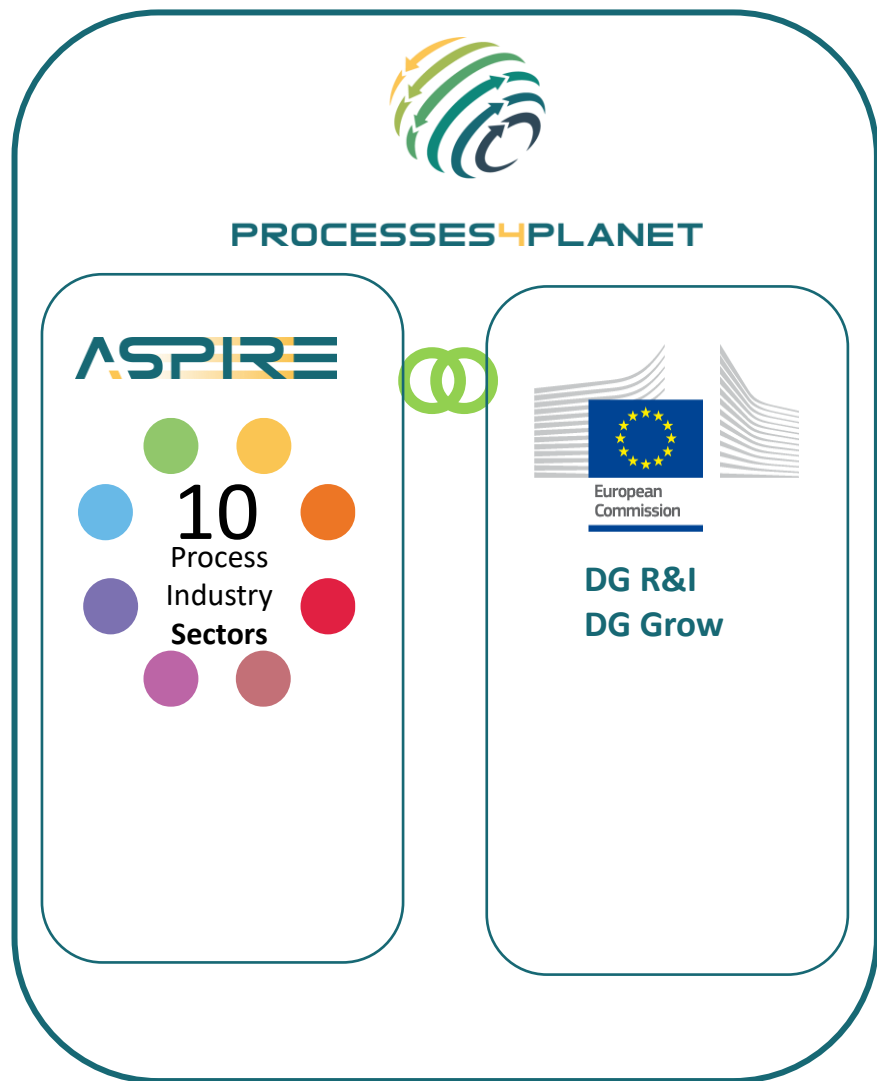 PROCESSES4PLANET
ASPIRE
10
Process
Industry
Sectors
European
Commission
DG R&I
DG Grow